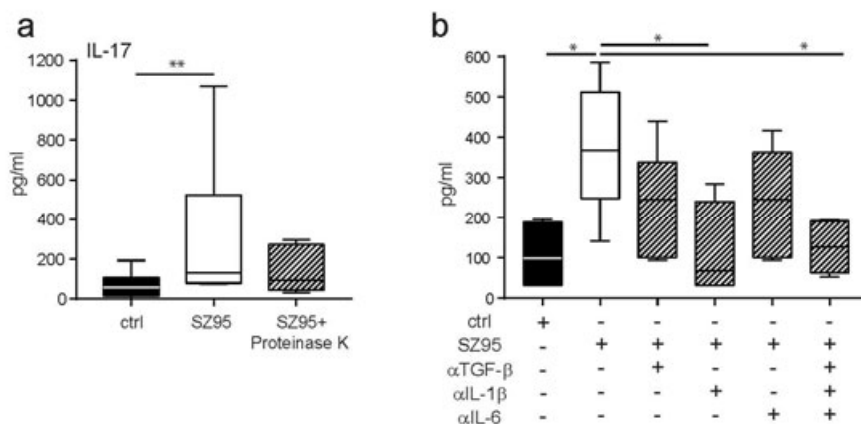 a
IL-17
**
1200
1000
800
600
400
200
0
pg/ml
ctrl SZ95 SZ95+
Proteinase K
b
* * *
600
500
400
300
200
100
0
pg/ml
ctrl + - - - - -
SZ95 - + + + + +
αTGF-β - - + - - +
αIL-1β - - - + - +
αIL-6 - - - - + +